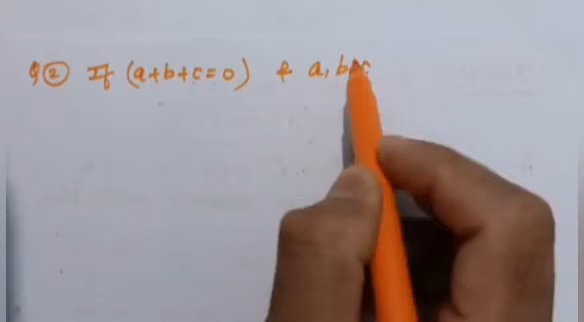 Q② If (a+b+c=0) & a, b, c